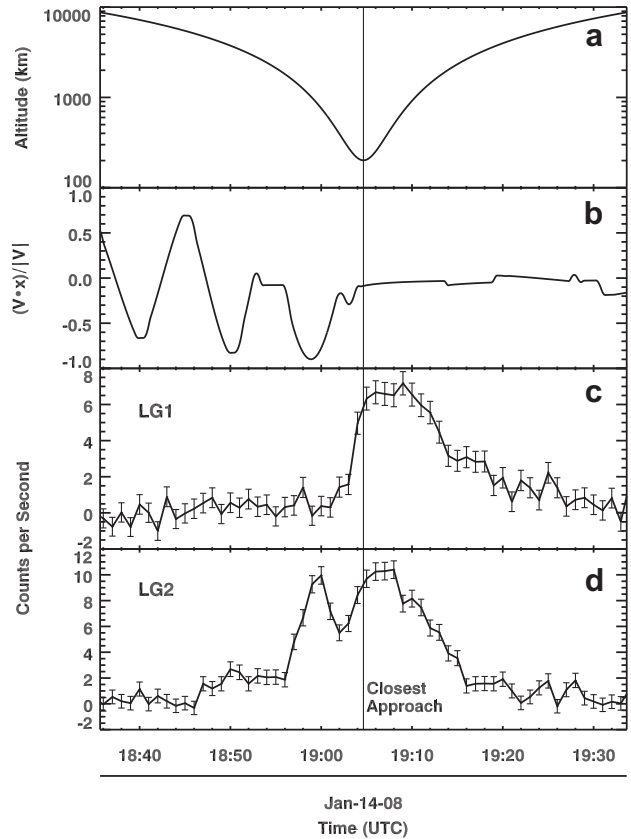 10000
1000
100
Altitude (km)
a
1.0
0.5
0.0
-0.5
-1.0
(V•x)/|V|
b
8
6
4
2
0
-2
LG1
c
Counts per Second
12
10
8
6
4
2
0
-2
LG2
d
Closest
Approach
18:40 18:50 19:00 19:10 19:20 19:30
Jan-14-08
Time (UTC)